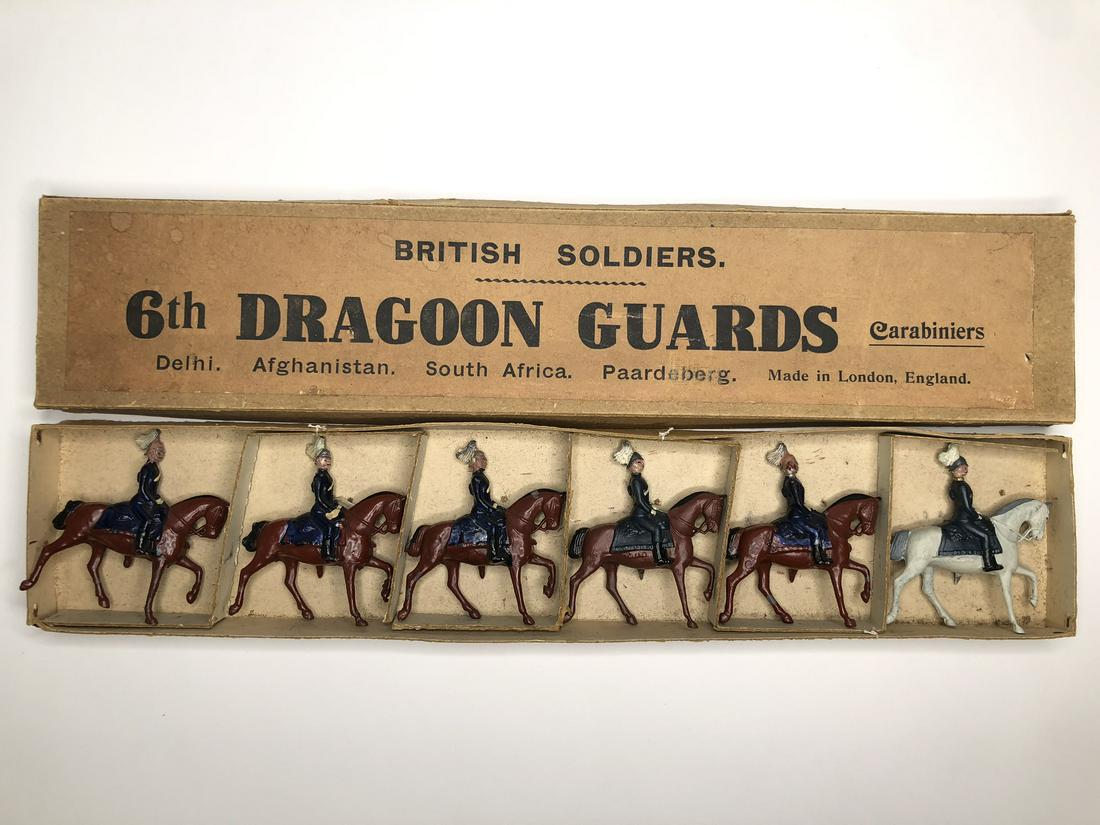 BRITISH SOLDIERS.
6th DRAGOON GUARDS Carabiniers
Delhi. Afghanistan. South Africa. Paardeberg. Made in London, England.